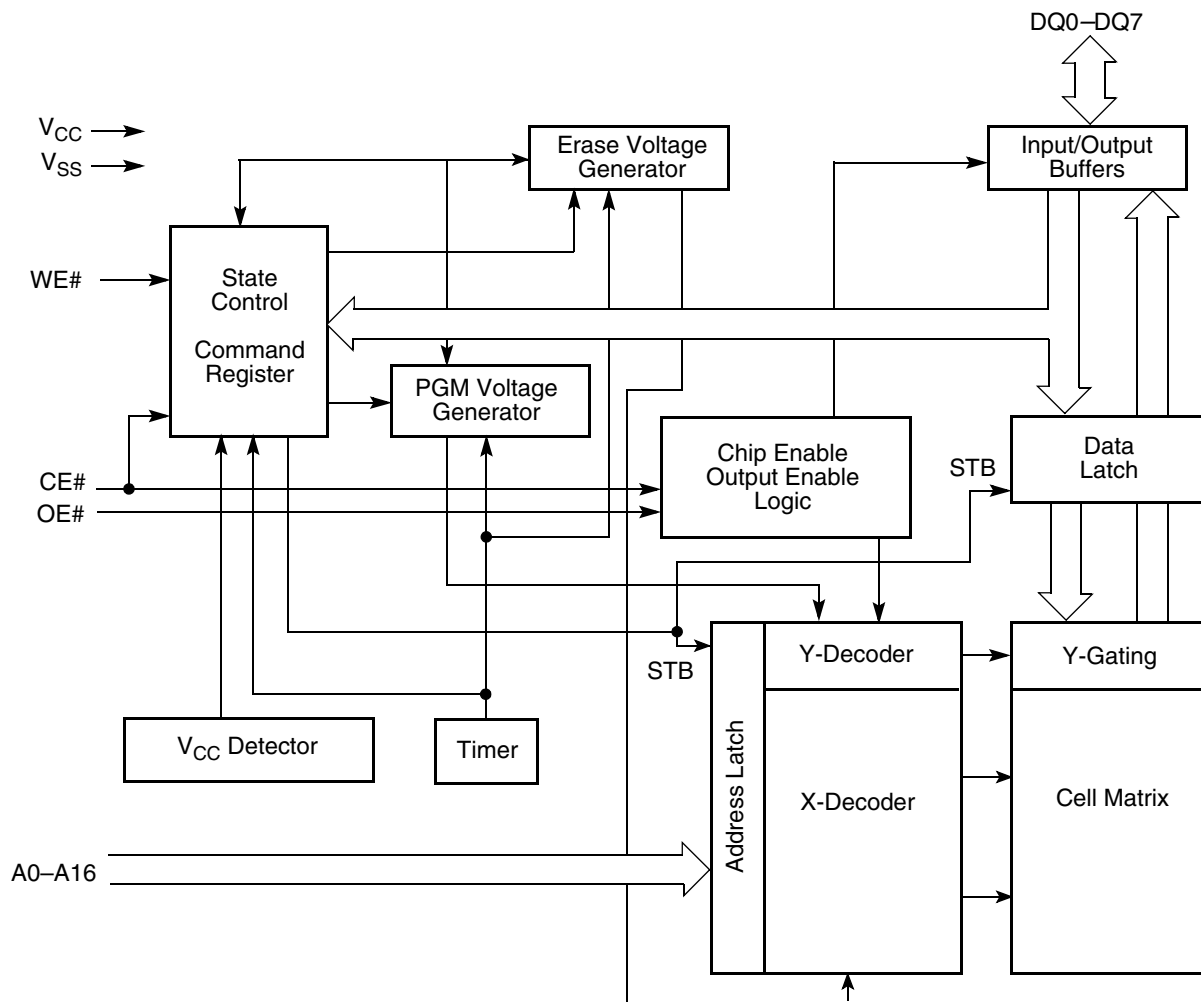 DQ0–DQ7
VCC
VSS
Erase Voltage
Generator
Input/Output
Buffers
WE#
State
Control
Command
Register
PGM Voltage
Generator
Chip Enable
Output Enable
Logic
STB
Data
Latch
CE#
OE#
STB
Y-Decoder
Y-Gating
VCC Detector
Timer
Address Latch
X-Decoder
Cell Matrix
A0–A16